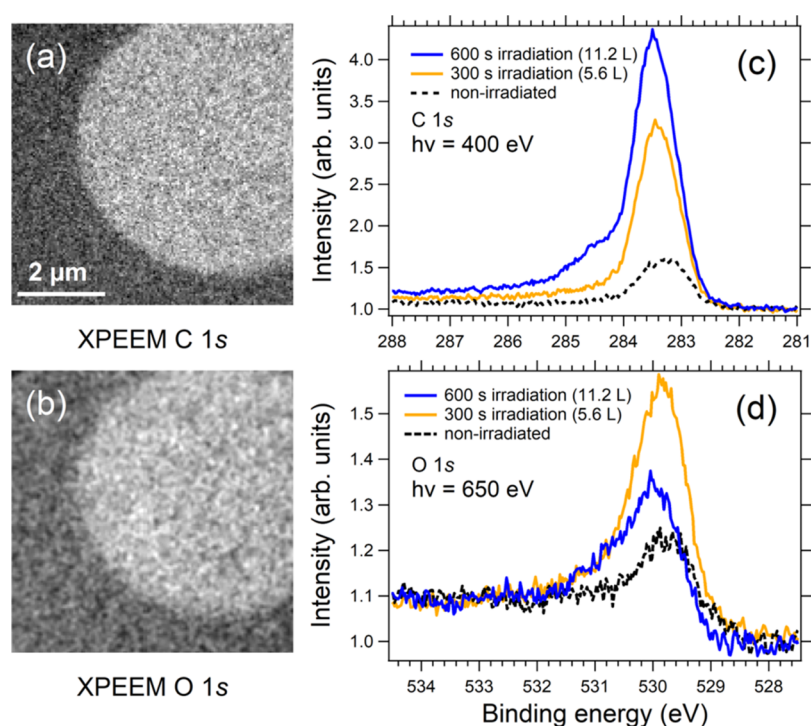 (a)
2 µm
XPEEM C 1s
(b)
XPEEM O 1s
(c)
600 s irradiation (11.2 L)
300 s irradiation (5.6 L)
non-irradiated
C 1s
hv = 400 eV
Intensity (arb. units)
4.0
3.5
3.0
2.5
2.0
1.5
1.0
288 287 286 285 284 283 282 281
(d)
600 s irradiation (11.2 L)
300 s irradiation (5.6 L)
non-irradiated
O 1s
hv = 650 eV
Intensity (arb. units)
1.5
1.4
1.3
1.2
1.1
1.0
534 533 532 531 530 529 528
Binding energy (eV)